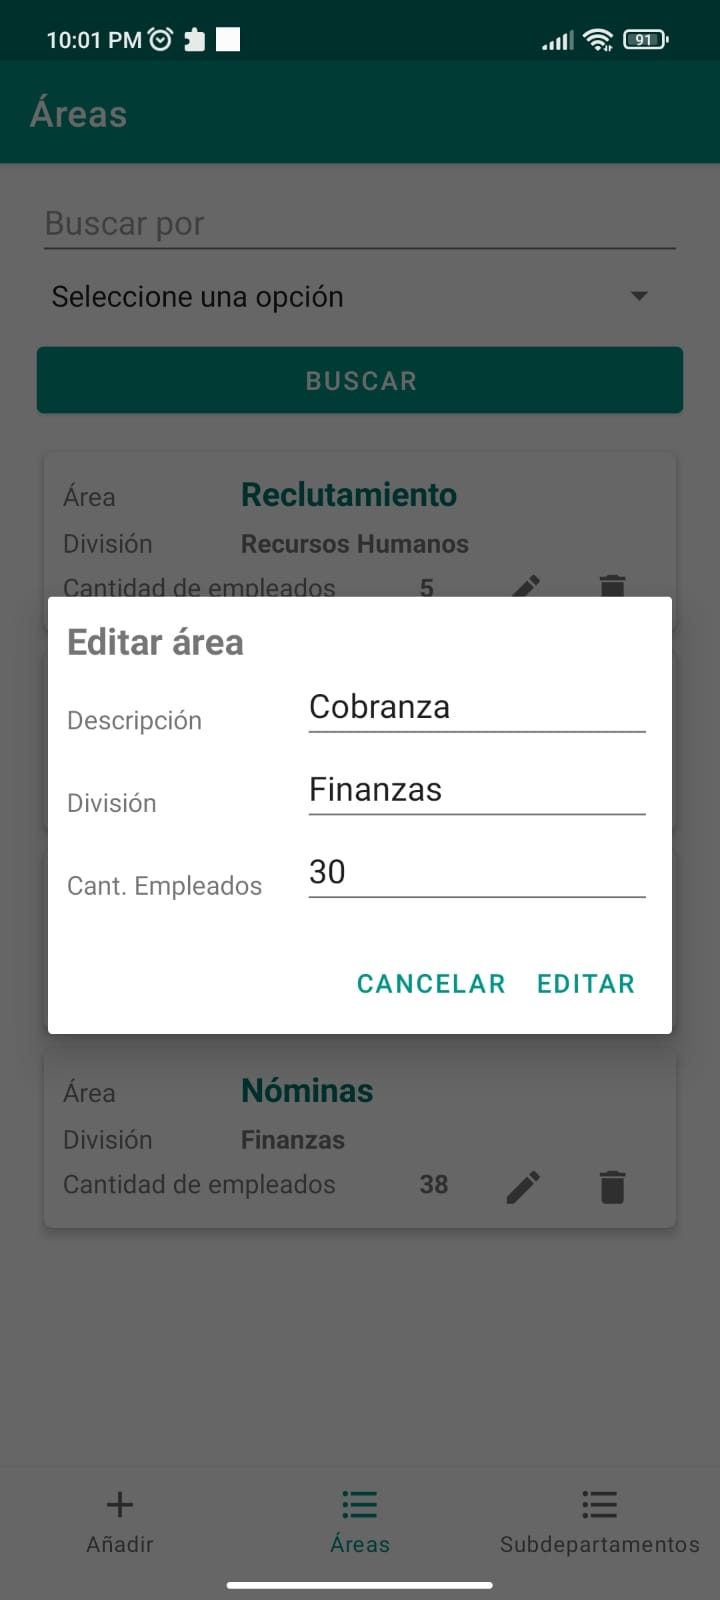 10:01 PM
91
Áreas
Buscar por
Seleccione una opción
BUSCAR
Área Reclutamiento
División Recursos Humanos
Cantidad de empleados 5
Editar área
Descripción Cobranza
División Finanzas
Cant. Empleados 30
CANCELAR EDITAR
Área Nóminas
División Finanzas
Cantidad de empleados 38
Añadir Áreas Subdepartamentos